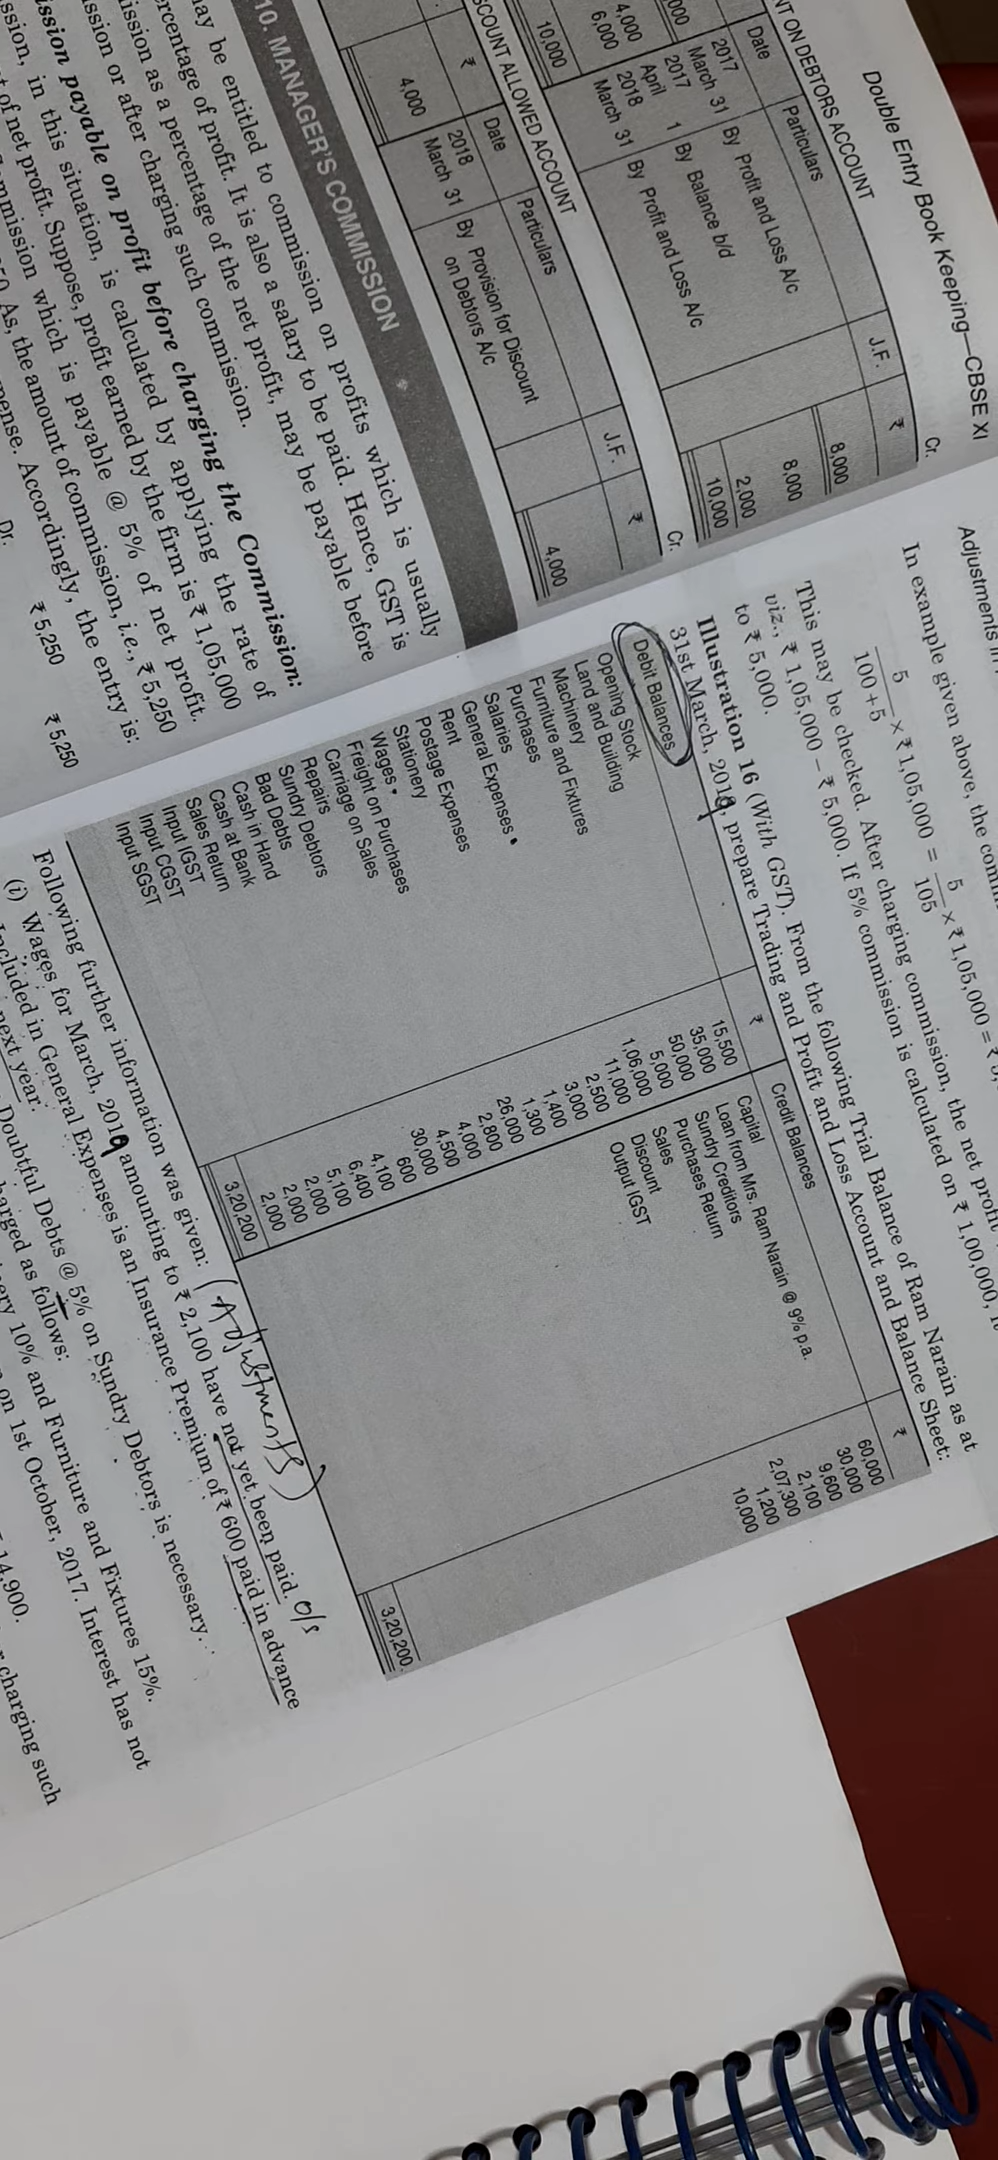 Double Entry Book Keeping—CBSE XI
NT ON DEBTORS ACCOUNT
Cr.
Date Particulars J.F. ₹
2017
000 March 31 By Profit and Loss A/c 8,000
2017
4,000 April 1 By Balance b/d 8,000
2018
6,000 March 31 By Profit and Loss A/c 2,000
10,000 10,000
SCOUNT ALLOWED ACCOUNT
Cr.
₹ Date Particulars J.F. ₹
2018
4,000 March 31 By Provision for Discount
on Debtors A/c 4,000
10. MANAGER'S COMMISSION
may be entitled to commission on profits which is usually
percentage of profit. It is also a salary to be paid. Hence, GST is
mission as a percentage of the net profit, may be payable before
ission or after charging such commission.
ission payable on profit before charging the Commission:
ssion, in this situation, is calculated by applying the rate of
t of net profit. Suppose, profit earned by the firm is ₹ 1,05,000
mmission which is payable @ 5% of net profit.
As, the amount of commission, i.e., ₹ 5,250
pense. Accordingly, the entry is:
Dr. ₹ 5,250
₹ 5,250
Adjustments in
In example given above, the comm
5/(100+5) × ₹ 1,05,000 = 5/105 × ₹ 1,05,000 = ₹
This may be checked. After charging commission, the net profit
viz., ₹ 1,05,000 – ₹ 5,000. If 5% commission is calculated on ₹ 1,00,000,
to ₹ 5,000.
Illustration 16 (With GST). From the following Trial Balance of Ram Narain as at
31st March, 2019, prepare Trading and Profit and Loss Account and Balance Sheet:
Debit Balances ₹ Credit Balances ₹
Opening Stock 15,500 Capital 60,000
Land and Building 35,000 Loan from Mrs. Ram Narain @ 9% p.a. 30,000
Machinery 50,000 Sundry Creditors 9,600
Furniture and Fixtures 5,000 Purchases Return 2,100
Purchases 1,06,000 Sales 2,07,300
Salaries 11,000 Discount 1,200
General Expenses 2,500 Output IGST 10,000
Rent 3,000
Postage Expenses 1,400
Stationery 1,300
Wages 26,000
Freight on Purchases 2,800
Carriage on Sales 4,000
Repairs 4,500
Sundry Debtors 30,000
Bad Debts 600
Cash in Hand 4,100
Cash at Bank 6,400
Sales Return 5,100
Input IGST 2,000
Input CGST 2,000
Input SGST 2,000
3,20,200 3,20,200
Following further information was given: (Adjustments)
(i) Wages for March, 2019 amounting to ₹ 2,100 have not yet been paid. o/s
Included in General Expenses is an Insurance Premium of ₹ 600 paid in advance
next year.
Doubtful Debts @ 5% on Sundry Debtors is necessary.
harged as follows:
ery 10% and Furniture and Fixtures 15%.
on 1st October, 2017. Interest has not
14,900.
charging such